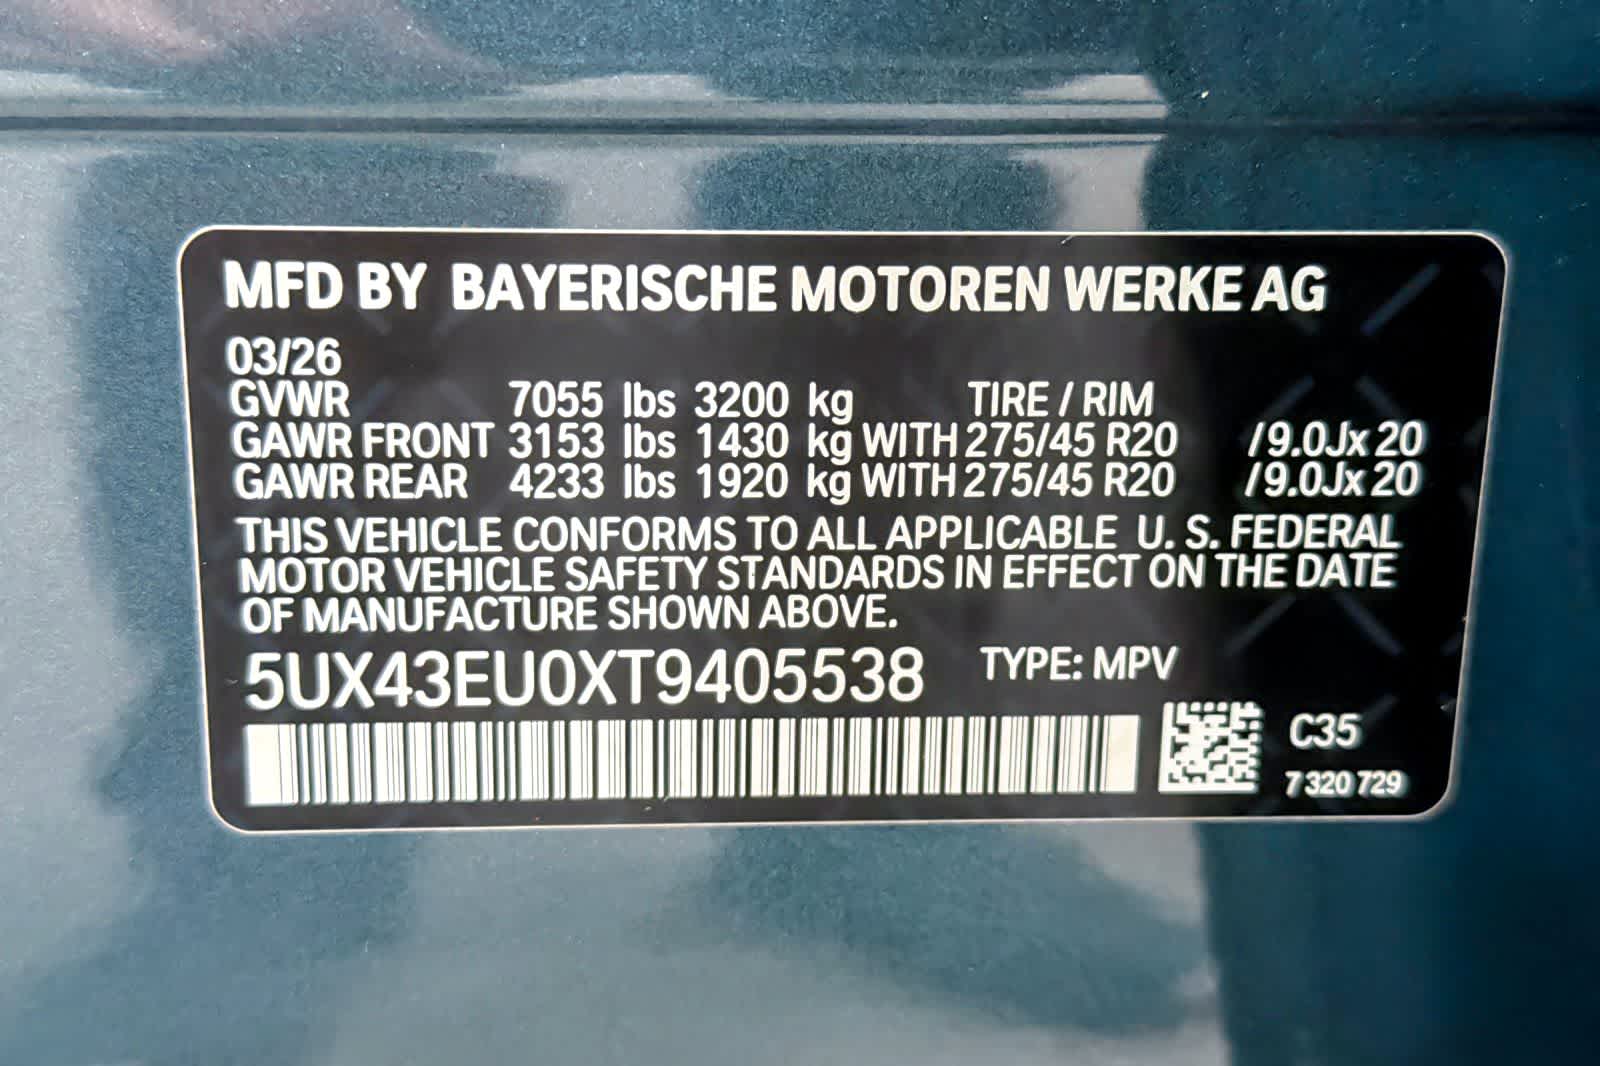 MFD BY BAYERISCHE MOTOREN WERKE AG
03/26
GVWR 7055 lbs 3200 kg TIRE / RIM
GAWR FRONT 3153 lbs 1430 kg WITH 275/45 R20 /9.0Jx20
GAWR REAR 4233 lbs 1920 kg WITH 275/45 R20 /9.0Jx20
THIS VEHICLE CONFORMS TO ALL APPLICABLE U. S. FEDERAL
MOTOR VEHICLE SAFETY STANDARDS IN EFFECT ON THE DATE
OF MANUFACTURE SHOWN ABOVE.
5UX43EU0XT9405538 TYPE: MPV
C35
7 320 729